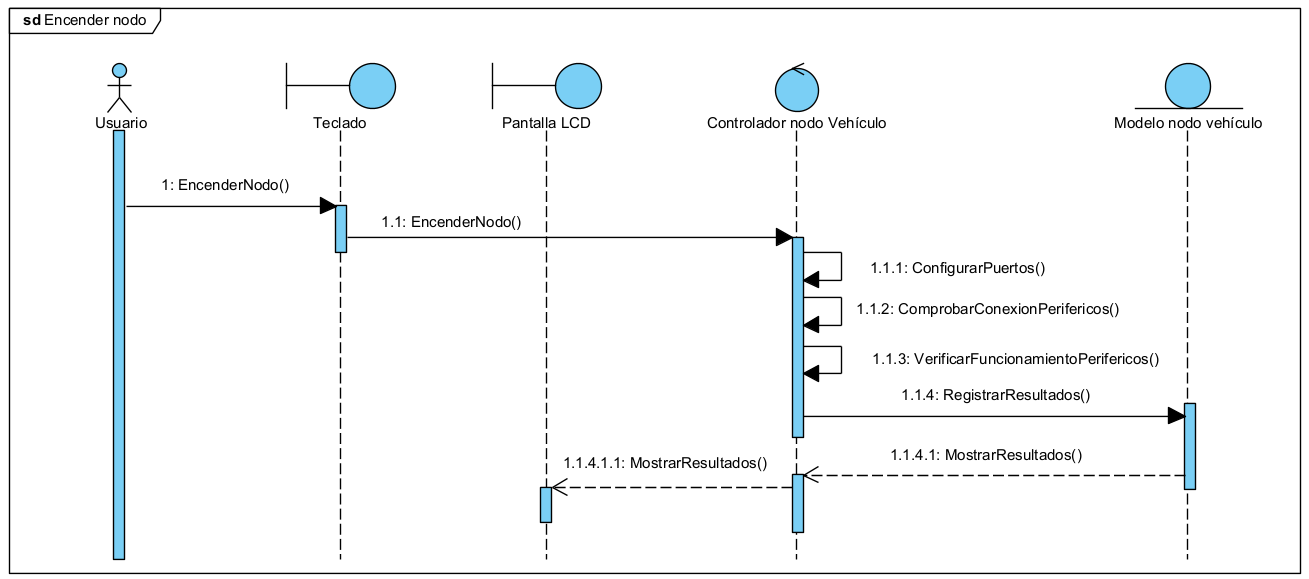 sd Encender nodo
Usuario
Teclado
Pantalla LCD
Controlador nodo Vehículo
Modelo nodo vehículo
1: EncenderNodo()
1.1: EncenderNodo()
1.1.1: ConfigurarPuertos()
1.1.2: ComprobarConexionPerifericos()
1.1.3: VerificarFuncionamientoPerifericos()
1.1.4: RegistrarResultados()
1.1.4.1: MostrarResultados()
1.1.4.1.1: MostrarResultados()